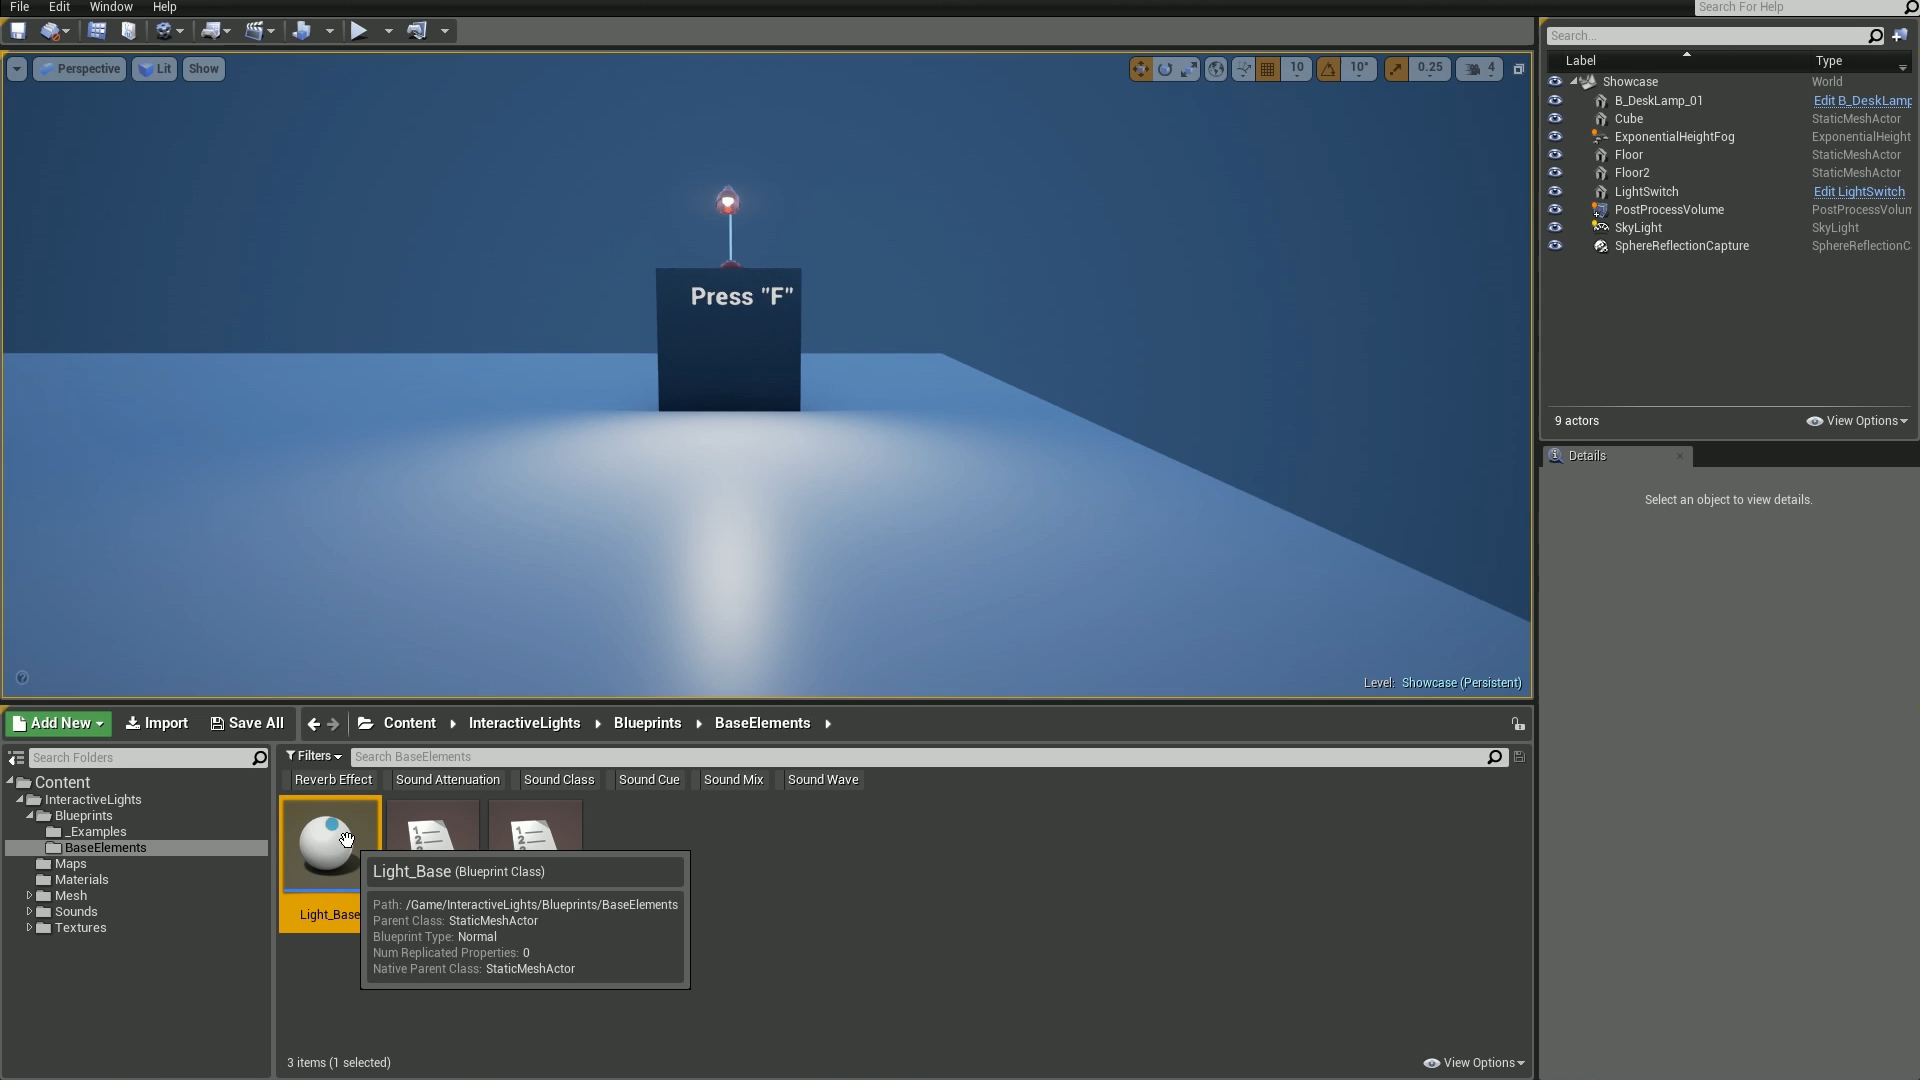 File Edit Window Help
Search For Help
Perspective Lit Show
10 10° 0.25 4
Search...
Label Type
Showcase World
B_DeskLamp_01 Edit B_DeskLamp
Cube StaticMeshActor
ExponentialHeightFog ExponentialHeight
Floor StaticMeshActor
Floor2 StaticMeshActor
LightSwitch Edit LightSwitch
PostProcessVolume PostProcessVolum
SkyLight SkyLight
SphereReflectionCapture SphereReflectionC
Press "F"
9 actors View Options
Details
Select an object to view details.
Level: Showcase (Persistent)
Add New Import Save All Content InteractiveLights Blueprints BaseElements
Search Folders
Filters Search BaseElements
Reverb Effect Sound Attenuation Sound Class Sound Cue Sound Mix Sound Wave
Content
InteractiveLights
Blueprints
_Examples
BaseElements
Maps
Materials
Mesh
Sounds
Textures
Light_Base
Light_Base (Blueprint Class)
Path: /Game/InteractiveLights/Blueprints/BaseElements
Parent Class: StaticMeshActor
Blueprint Type: Normal
Num Replicated Properties: 0
Native Parent Class: StaticMeshActor
3 items (1 selected) View Options